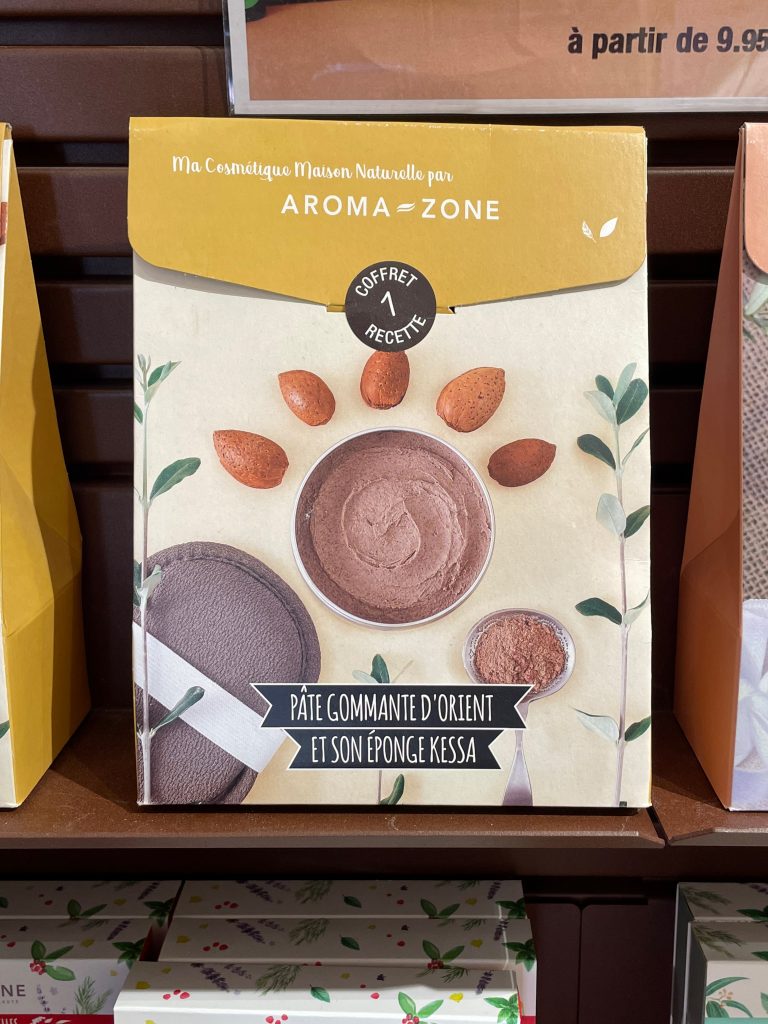 à partir de 9.95
Ma Cosmétique Maison Naturelle par
AROMA-ZONE
COFFRET
1
RECETTE
PÂTE GOMMANTE D'ORIENT
ET SON ÉPONGE KESSA